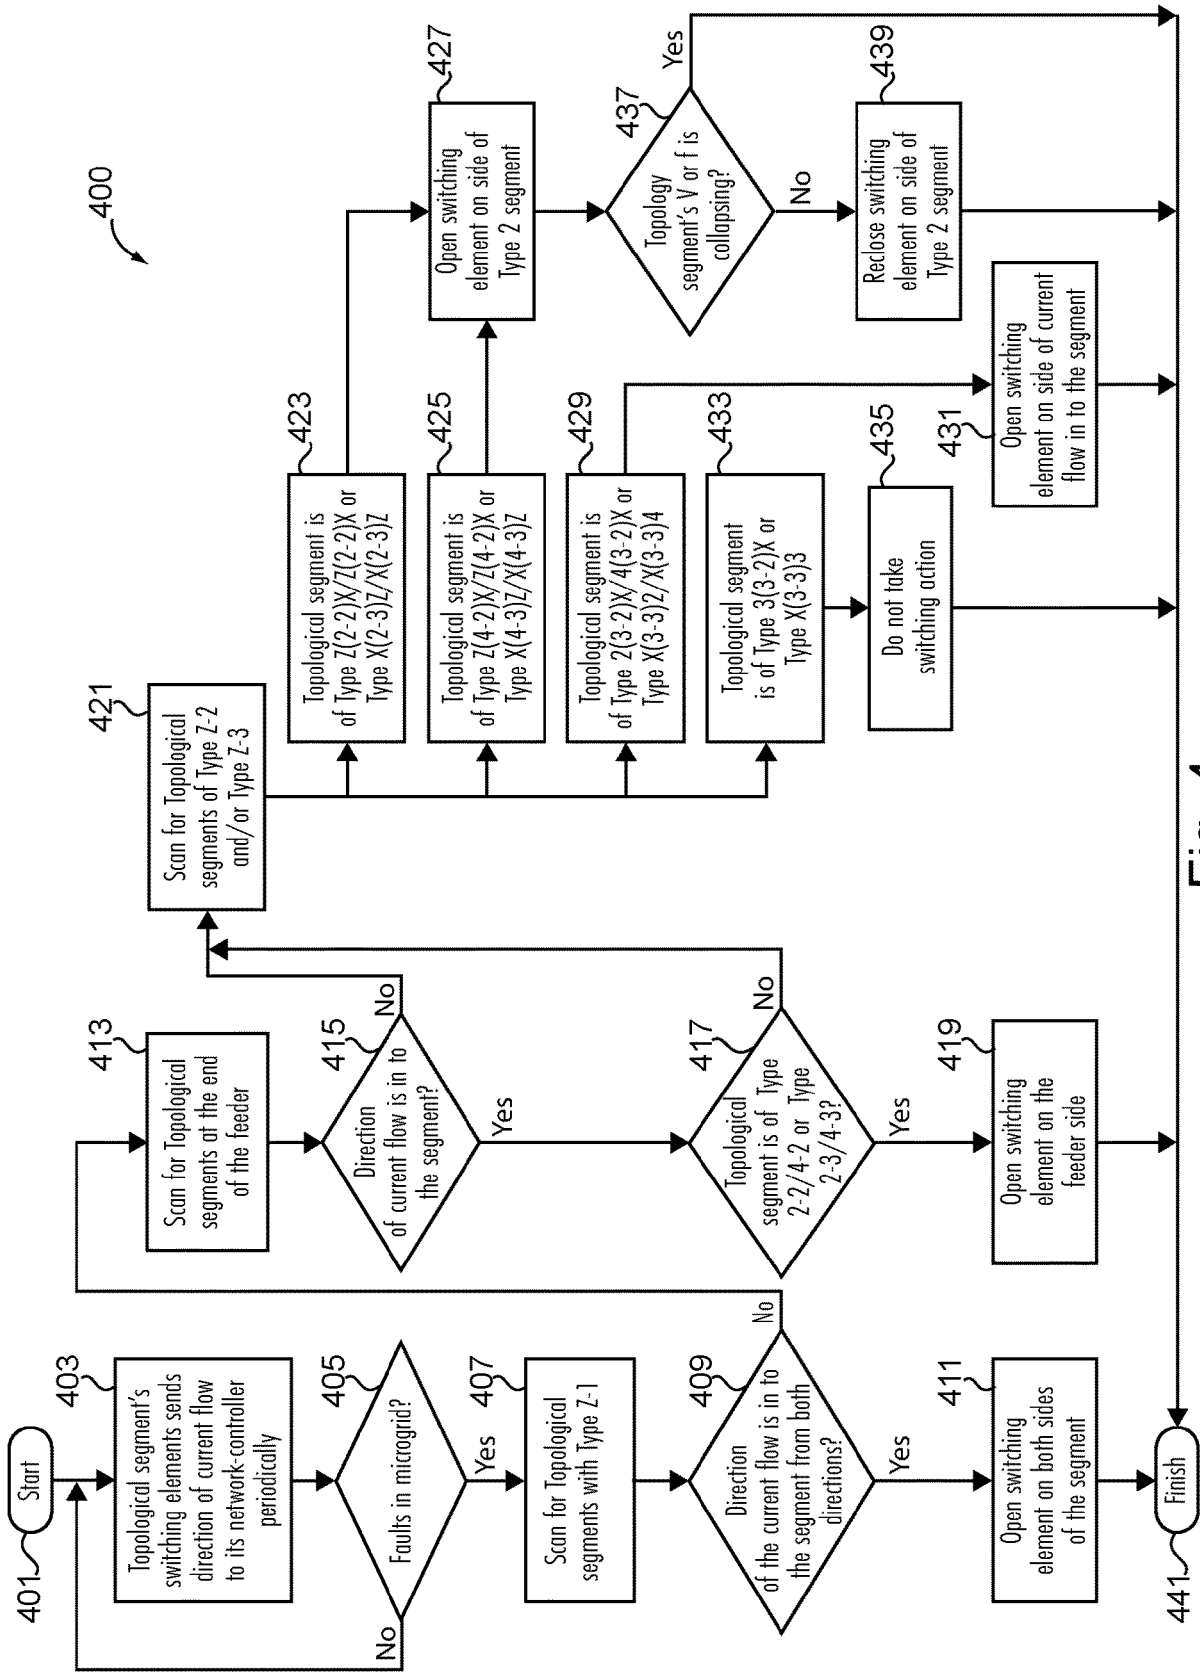 400
401
Start
403
Topological segment's
switching elements sends
direction of current flow
to its network-controller
periodically
405
Faults in microgrid?
No
Yes
407
Scan for Topological
segments with Type Z-1
409
Direction
of the current flow is in to
the segment from both
directions?
No
Yes
411
Open switching
element on both sides
of the segment
441
Finish
413
Scan for Topological
segments at the end
of the feeder
415
Direction
of current flow is in to
the segment?
No
Yes
417
Topological
segment is of Type
2-2/4-2 or Type
2-3/4-3?
No
Yes
419
Open switching
element on the
feeder side
421
Scan for Topological
segments of Type Z-2
and/or Type Z-3
423
Topological segment is
of Type Z(2-2)X/Z(2-2)X or
Type X(2-3)Z/X(2-3)Z
425
Topological segment is
of Type Z(4-2)X/Z(4-2)X or
Type X(4-3)Z/X(4-3)Z
429
Topological segment is
of Type 2(3-2)X/4(3-2)X or
Type X(3-3)2/X(3-3)4
433
Topological segment
is of Type 3(3-2)X or
Type X(3-3)3
435
Do not take
switching action
431
Open switching
element on side of current
flow in to the segment
427
Open switching
element on side of
Type 2 segment
437
Topology
segment's V or f is
collapsing?
Yes
No
439
Reclose switching
element on side of
Type 2 segment